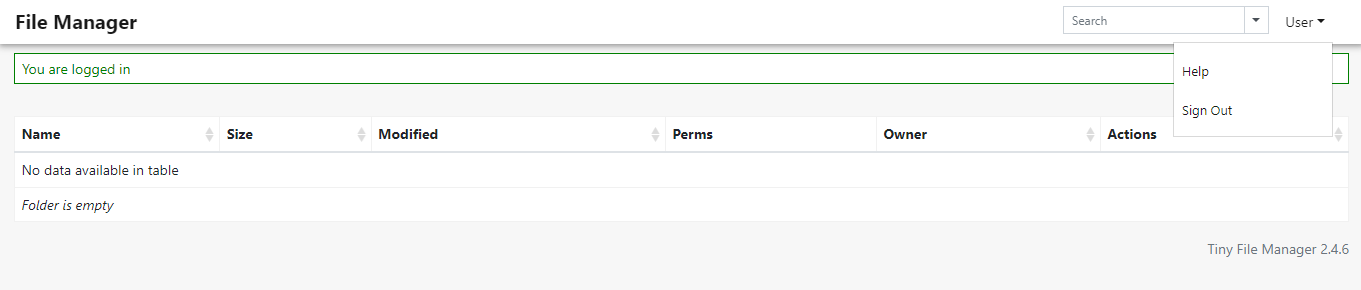 File Manager Search User
You are logged in
Help
Sign Out
Name Size Modified Perms Owner Actions
No data available in table
Folder is empty
Tiny File Manager 2.4.6